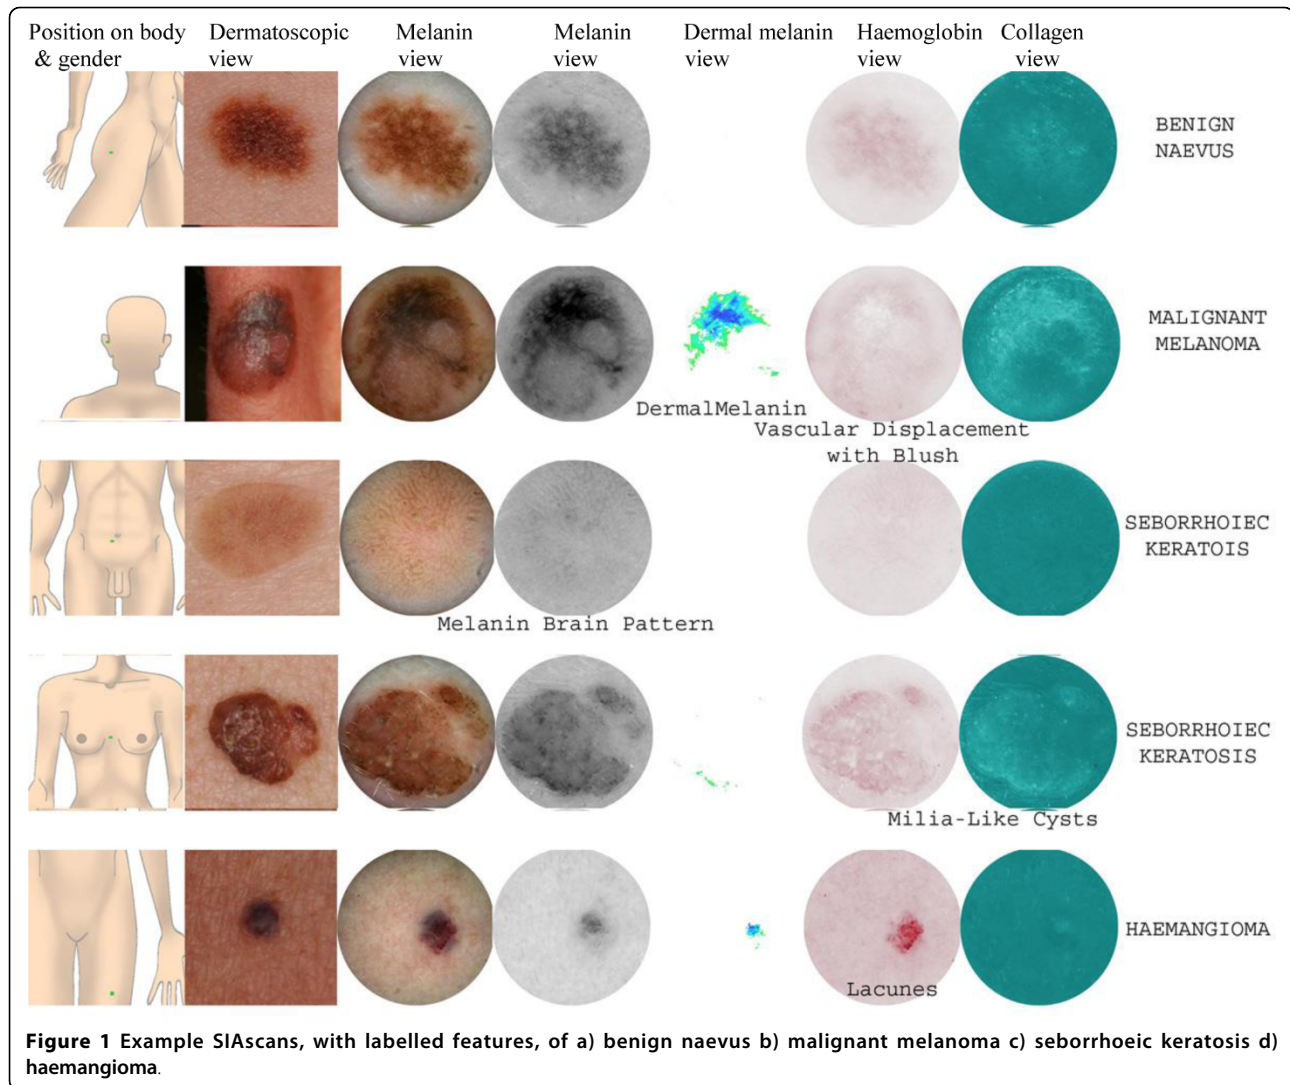 Position on body Dermatoscopic Melanin Melanin Dermal melanin Haemoglobin Collagen
& gender view view view view view view
BENIGN
NAEVUS
MALIGNANT
MELANOMA
DermalMelanin
Vascular Displacement
with Blush
SEBORRHOIEC
KERATOIS
Melanin Brain Pattern
SEBORRHOIEC
KERATOSIS
Milia-Like Cysts
HAEMANGIOMA
Lacunes
Figure 1 Example SIAscans, with labelled features, of a) benign naevus b) malignant melanoma c) seborrhoeic keratosis d)
haemangioma.